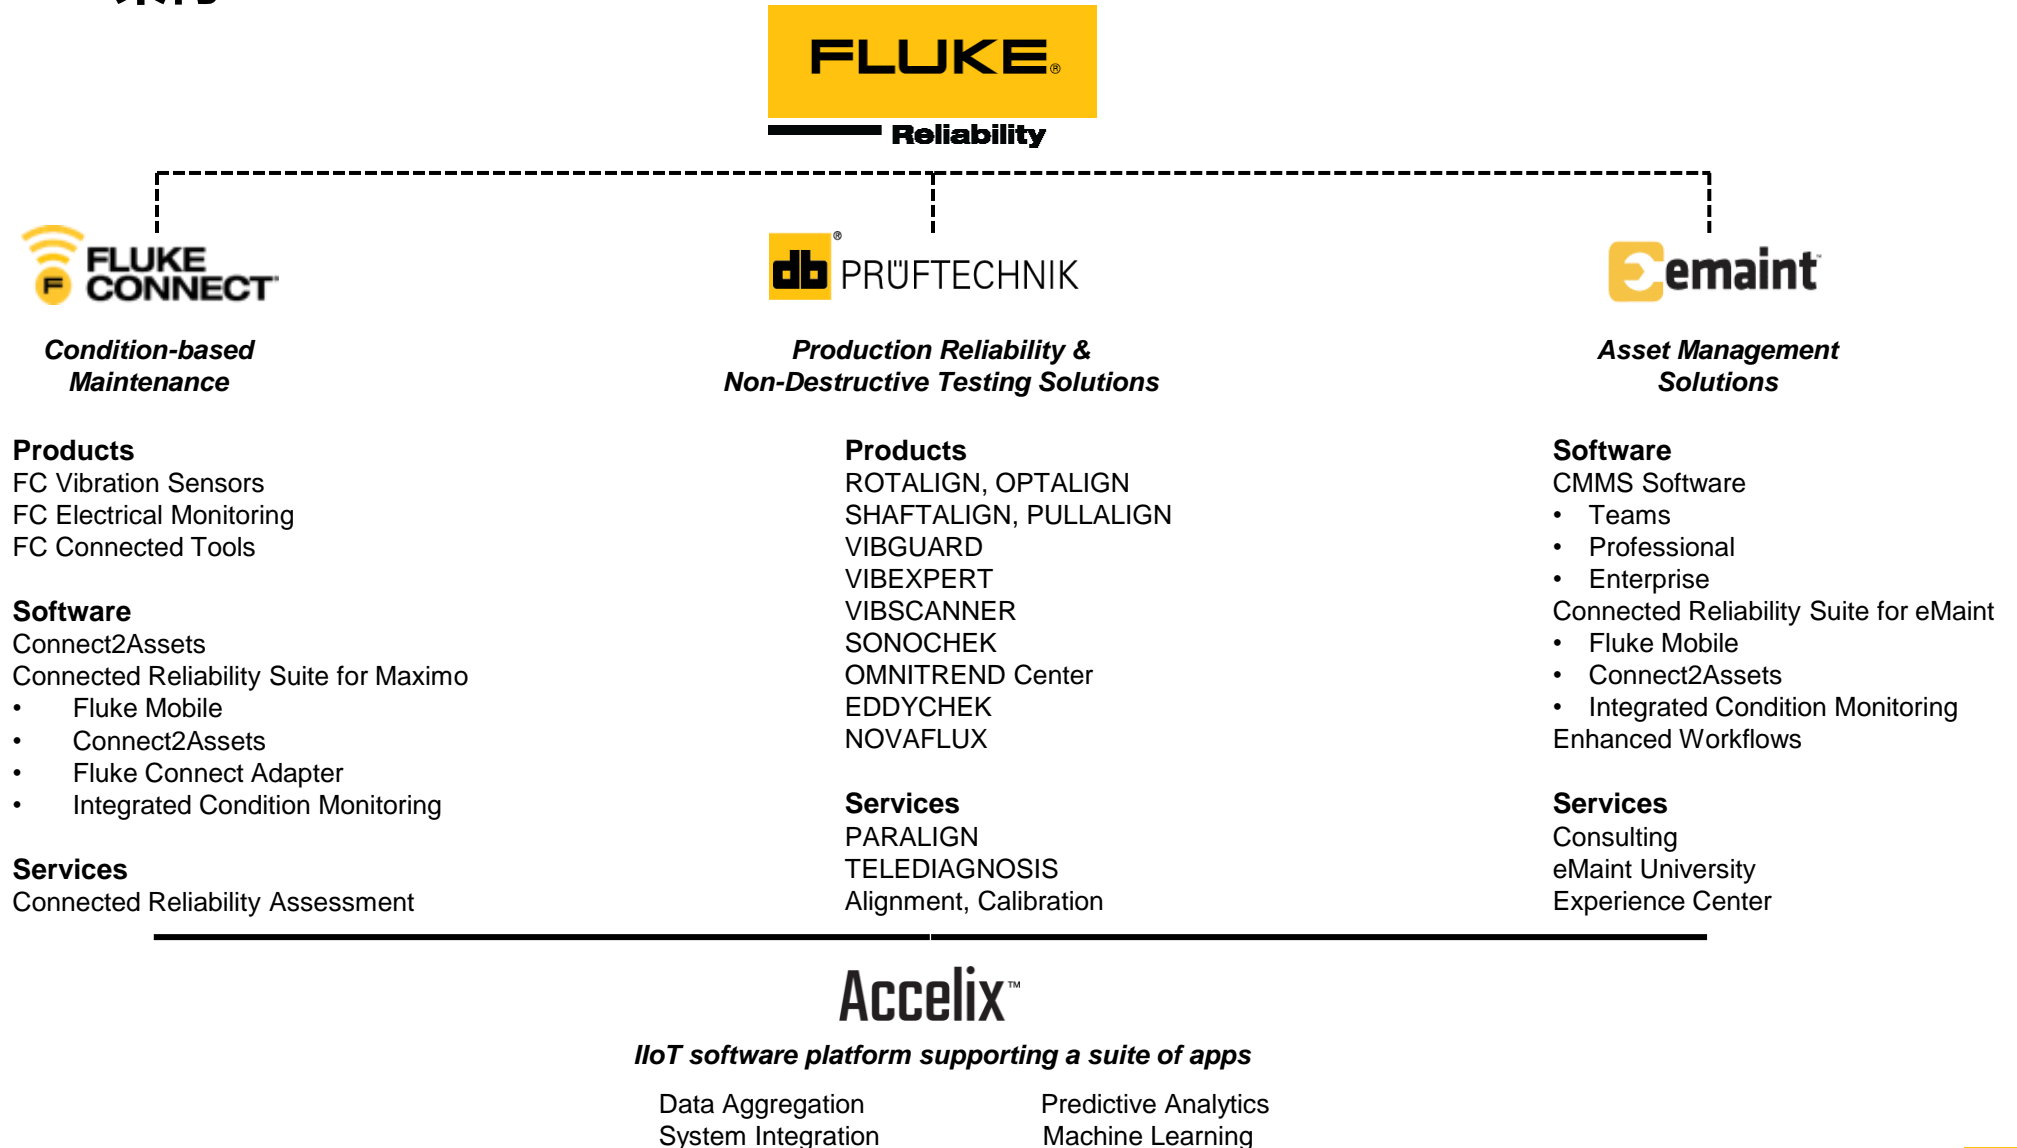 FLUKE®
Reliability
FLUKE
CONNECT
F
db® PRÜFTECHNIK
emaint™
Condition-based
Maintenance
Production Reliability &
Non-Destructive Testing Solutions
Asset Management
Solutions
Products
FC Vibration Sensors
FC Electrical Monitoring
FC Connected Tools
Software
Connect2Assets
Connected Reliability Suite for Maximo
• Fluke Mobile
• Connect2Assets
• Fluke Connect Adapter
• Integrated Condition Monitoring
Services
Connected Reliability Assessment
Products
ROTALIGN, OPTALIGN
SHAFTALIGN, PULLALIGN
VIBGUARD
VIBEXPERT
VIBSCANNER
SONOCHEK
OMNITREND Center
EDDYCHEK
NOVAFLUX
Services
PARALIGN
TELEDIAGNOSIS
Alignment, Calibration
Software
CMMS Software
• Teams
• Professional
• Enterprise
Connected Reliability Suite for eMaint
• Fluke Mobile
• Connect2Assets
• Integrated Condition Monitoring
Enhanced Workflows
Services
Consulting
eMaint University
Experience Center
Accelix™
IIoT software platform supporting a suite of apps
Data Aggregation
System Integration
Predictive Analytics
Machine Learning